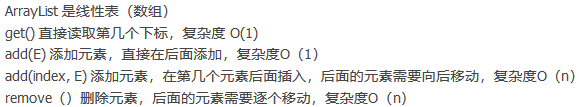 ArrayList 是线性表（数组）
get() 直接读取第几个下标，复杂度 O(1)
add(E) 添加元素，直接在后面添加，复杂度O（1）
add(index, E) 添加元素，在第几个元素后面插入，后面的元素需要向后移动，复杂度O（n）
remove（）删除元素，后面的元素需要逐个移动，复杂度O（n）